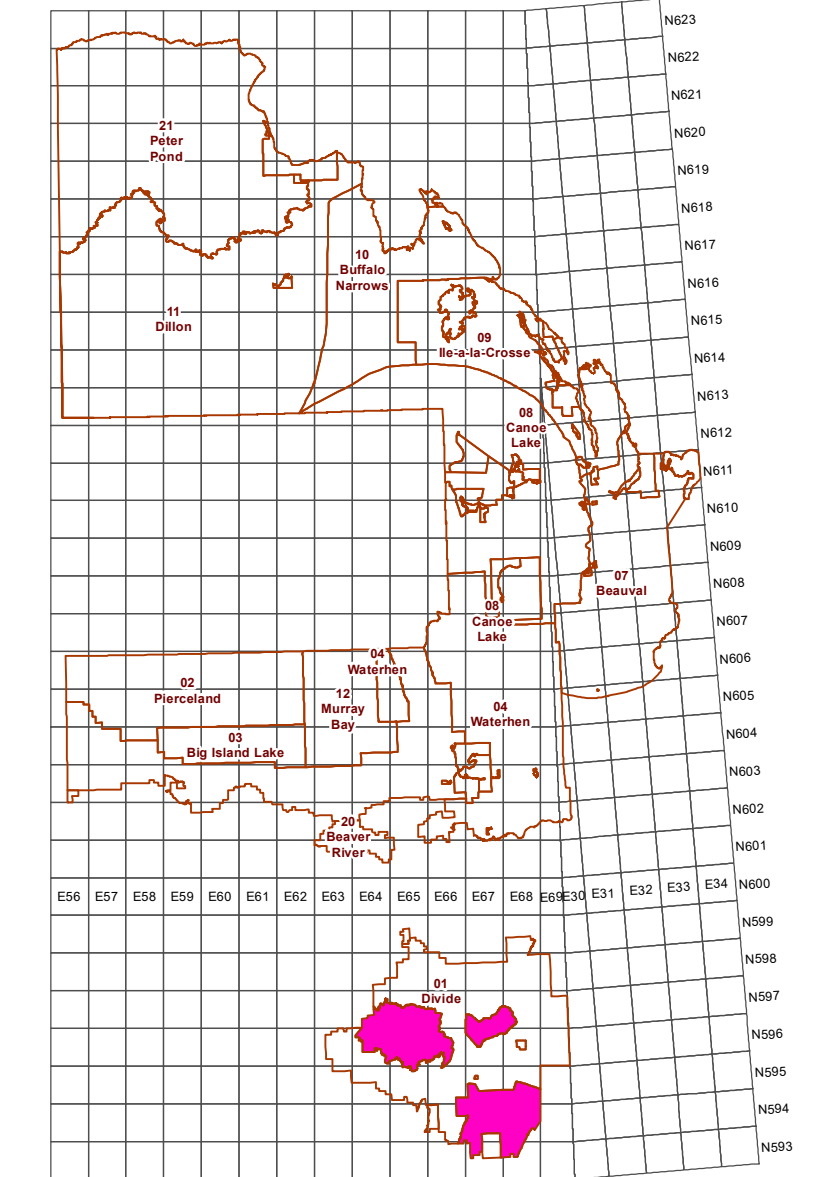 N623
N622
N621
N620
21
Peter
Pond
N619
N618
N617
10
Buffalo
Narrows
N616
11
Dillon
N615
09
Ile-a-la-Crosse
N614
N613
08
Canoe
Lake
N612
N611
N610
N609
07
Beauval
N608
08
Canoe
Lake
N607
04
Waterhen
N606
02
Pierceland
12
Murray
Bay
N605
04
Waterhen
03
Big Island Lake
N604
N603
N602
20
Beaver
River
N601
E56 E57 E58 E59 E60 E61 E62 E63 E64 E65 E66 E67 E68 E69 E30 E31 E32 E33 E34 N600
N599
N598
01
Divide
N597
N596
N595
N594
N593